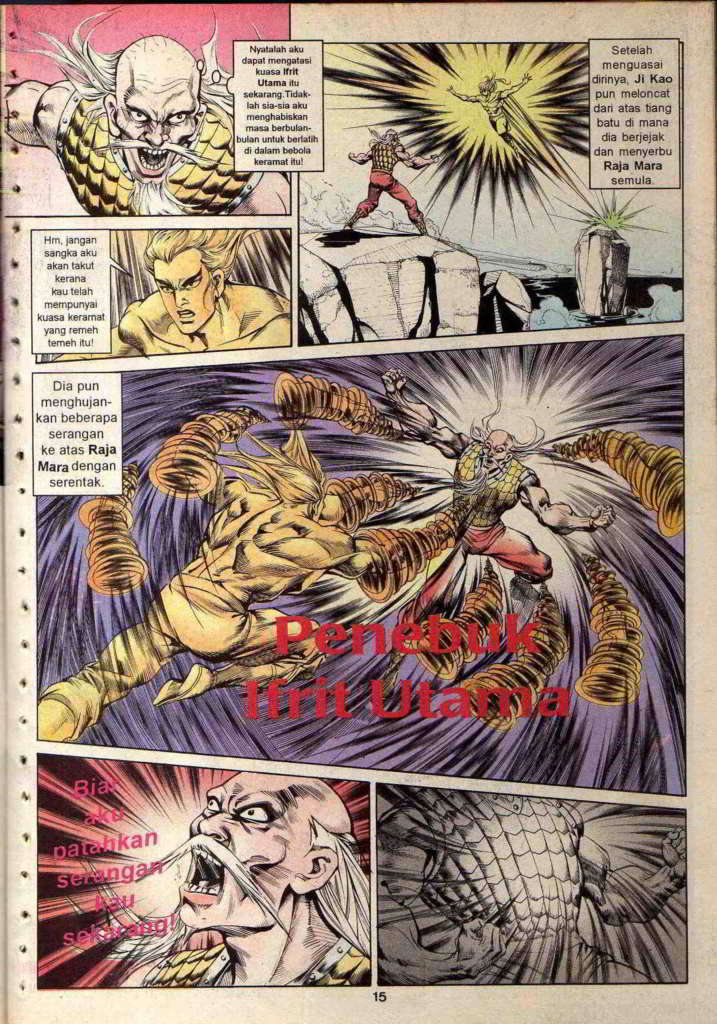 Nyatalah aku
dapat mengatasi
kuasa Ifrit
Utama itu
sekarang.Tidak-
lah sia-sia aku
menghabiskan
masa berbulan-
bulan untuk berlatih
di dalam bebola
keramat itu!
Setelah
menguasai
dirinya, Ji Kao
pun meloncat
dari atas tiang
batu di mana
dia berjejak
dan menyerbu
Raja Mara
semula.
Hm, jangan
sangka aku
akan takut
kerana
kau telah
mempunyai
kuasa keramat
yang remeh
temeh itu!
Dia pun
menghujan-
kan beberapa
serangan
ke atas Raja
Mara dengan
serentak.
Penebuk
Ifrit Utama
Biar
aku
patahkan
serangan
kau
sekarang!
15